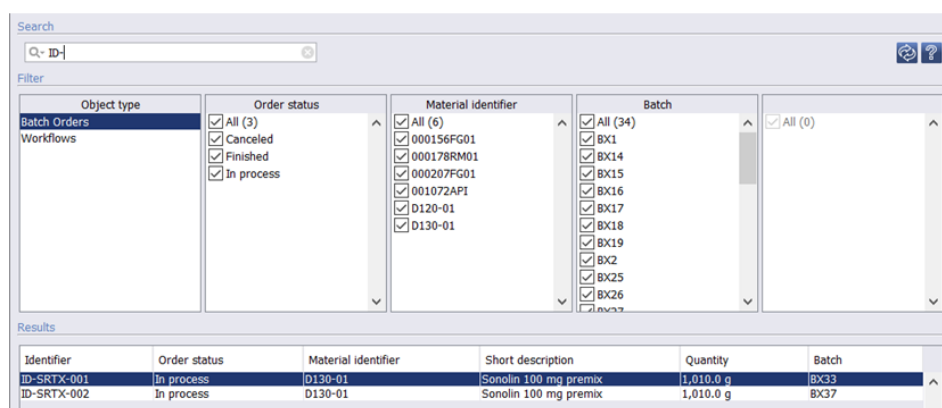 Search
ID-
?
Filter
Object type Order status Material identifier Batch
Batch Orders All (3) All (6) All (34) All (0)
Workflows Canceled 000156FG01 BX1
Finished 000178RM01 BX14
In process 000207FG01 BX15
001072API BX16
D120-01 BX17
D130-01 BX18
BX19
BX2
BX25
BX26
Results
Identifier Order status Material identifier Short description Quantity Batch
ID-SRTX-001 In process D130-01 Sonolin 100 mg premix 1,010.0 g BX33
ID-SRTX-002 In process D130-01 Sonolin 100 mg premix 1,010.0 g BX37